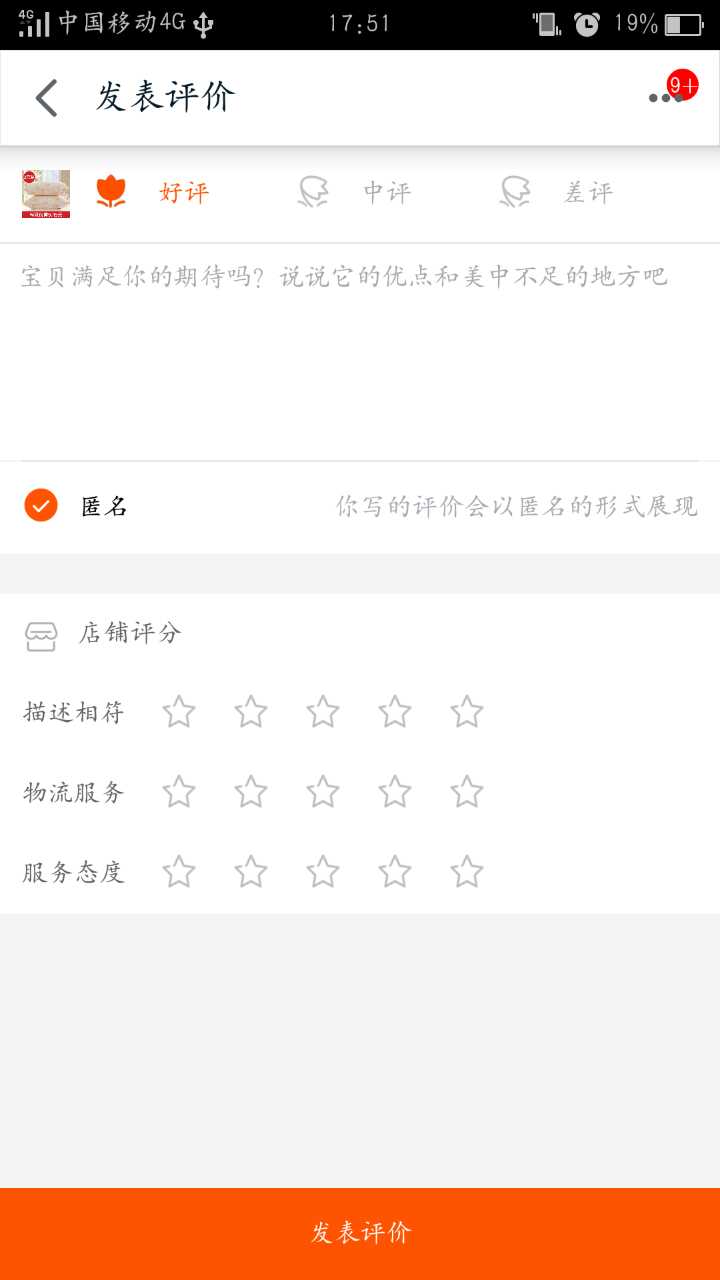 4G 中国移动4G 17:51 19%
发表评价 9+
好评 中评 差评
宝贝满足你的期待吗？说说它的优点和美中不足的地方吧
匿名 你写的评价会以匿名的形式展现
店铺评分
描述相符
物流服务
服务态度
发表评价